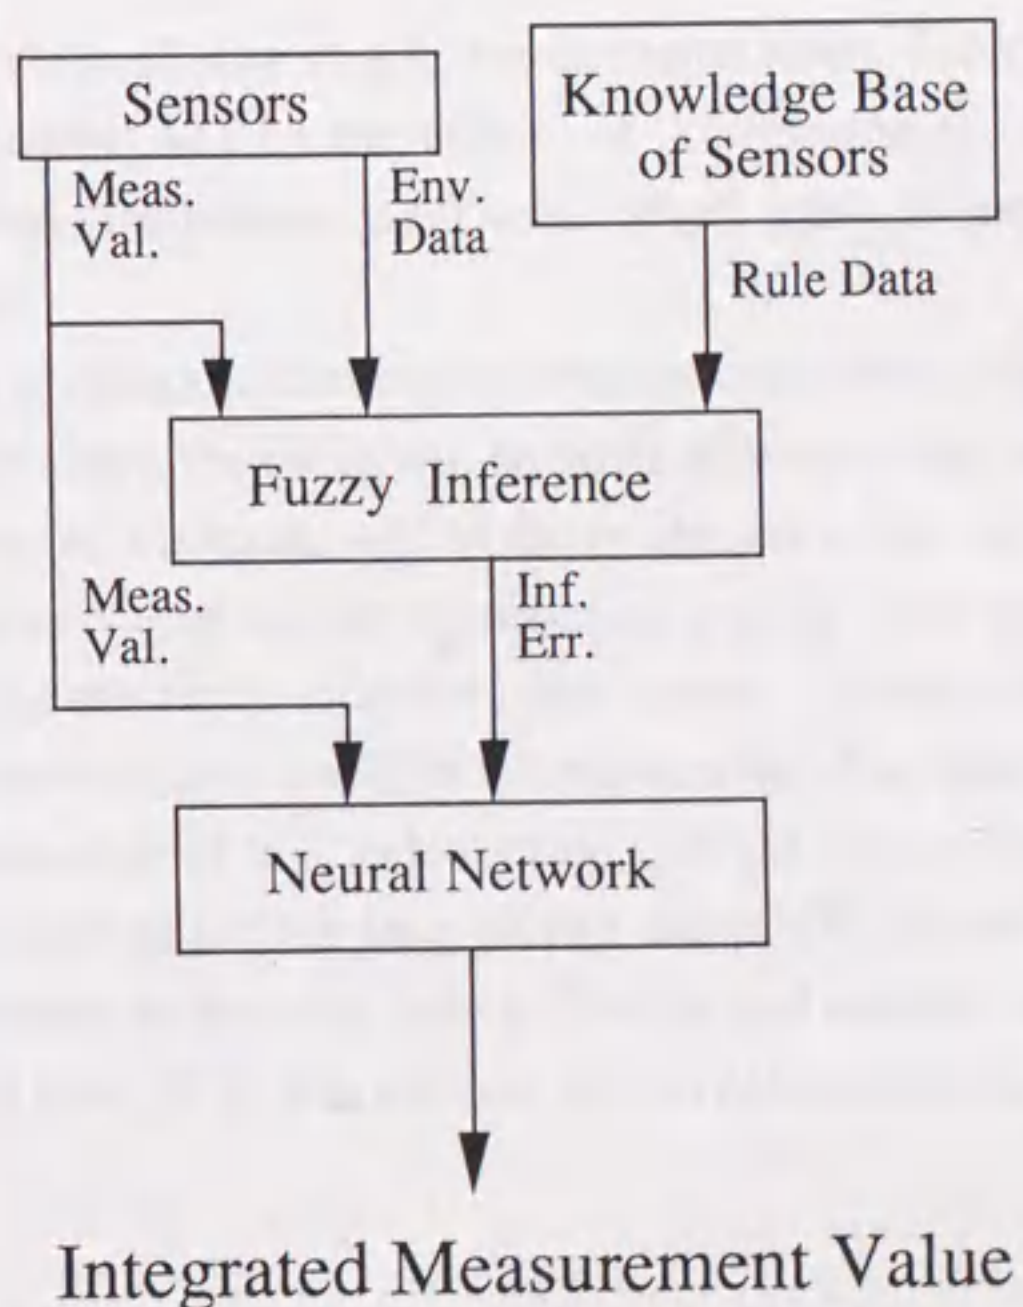 Sensors
Knowledge Base
of Sensors
Meas.
Val.
Env.
Data
Rule Data
Fuzzy Inference
Meas.
Val.
Inf.
Err.
Neural Network
Integrated Measurement Value